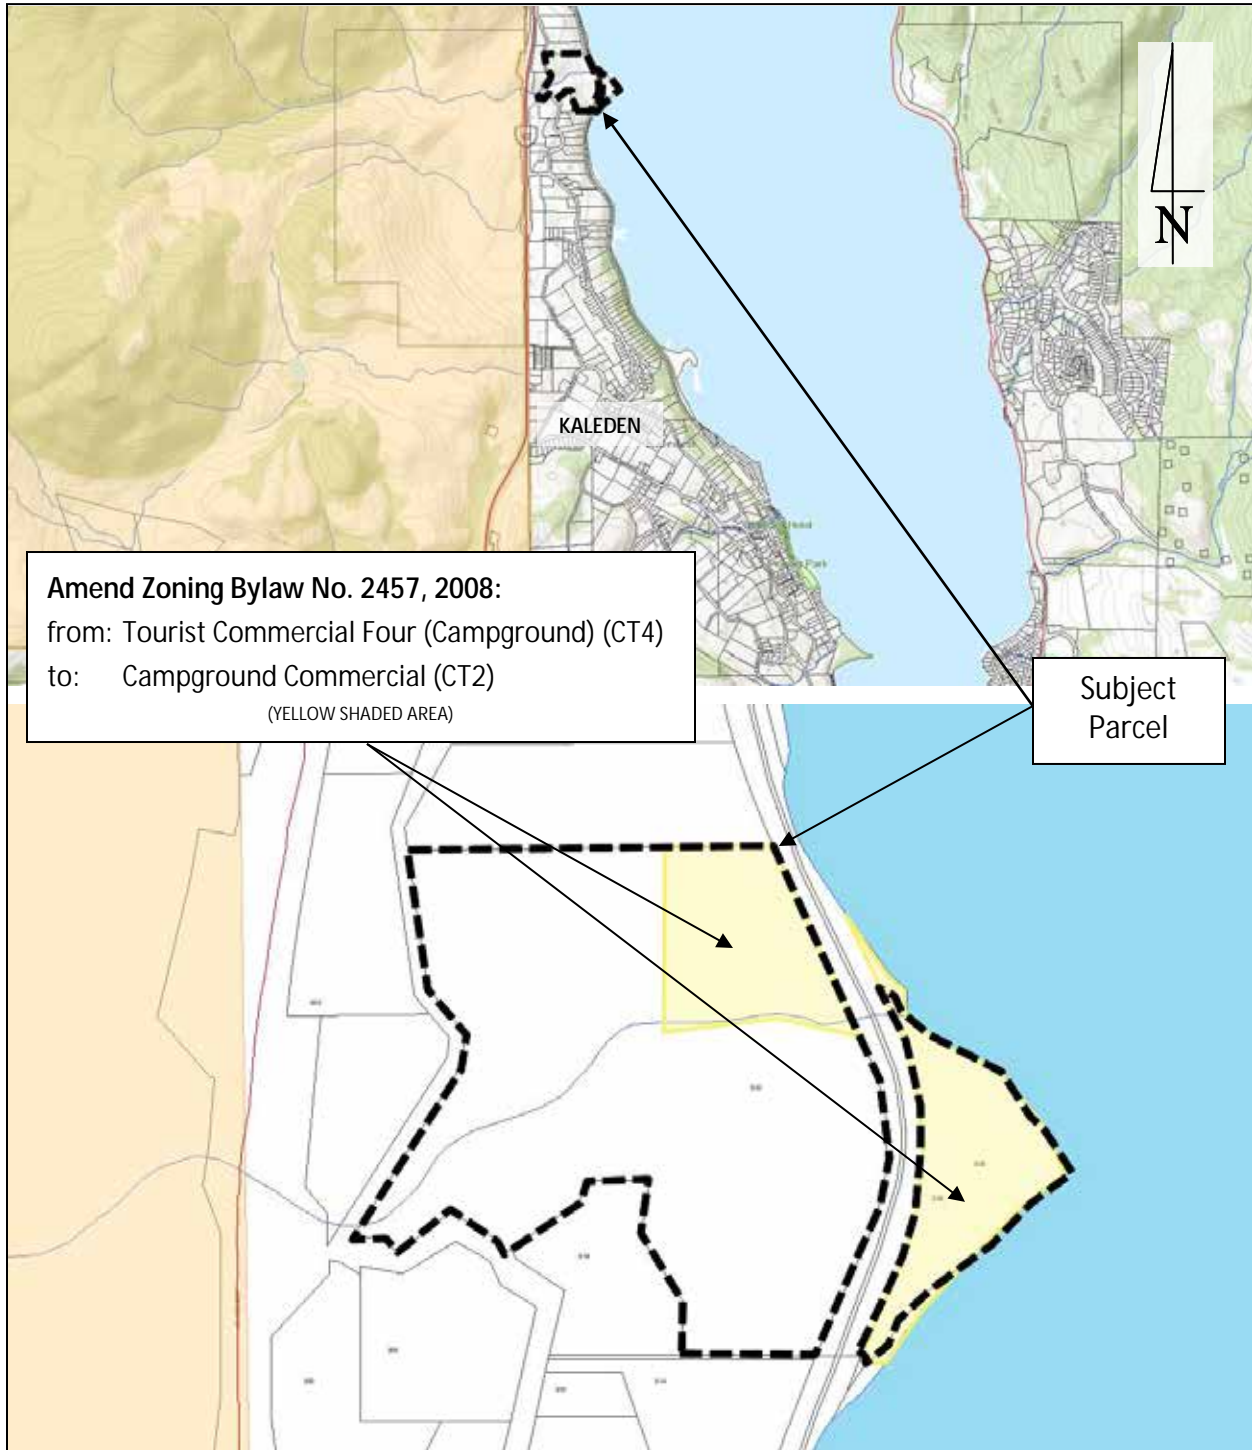 N
KALEDEN
Amend Zoning Bylaw No. 2457, 2008:
from: Tourist Commercial Four (Campground) (CT4)
to: Campground Commercial (CT2)
(YELLOW SHADED AREA)
Subject
Parcel